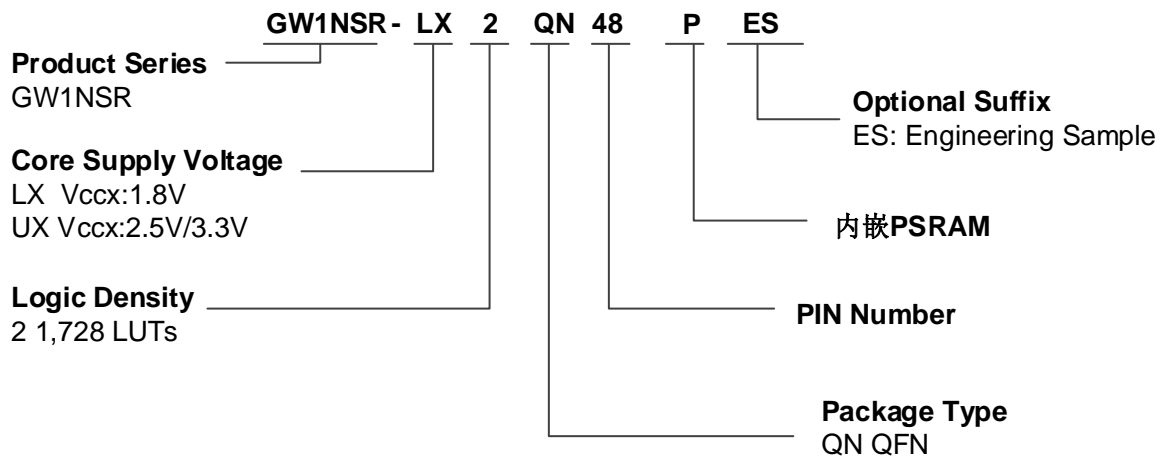 GW1NSR - LX 2 QN 48 P ES
Product Series
GW1NSR
Optional Suffix
ES: Engineering Sample
Core Supply Voltage
LX Vccx:1.8V
UX Vccx:2.5V/3.3V
内嵌PSRAM
Logic Density
2 1,728 LUTs
PIN Number
Package Type
QN QFN